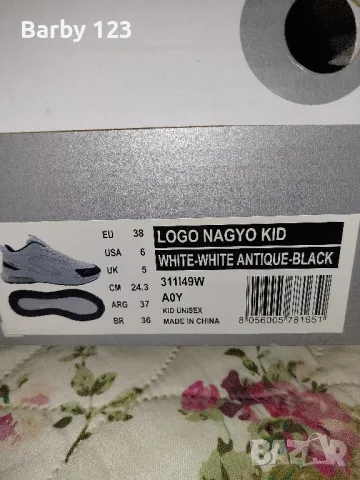 Barby 123
EU 38
USA 6
UK 5
CM 24.3
ARG 37
BR 36
LOGO NAGYO KID
WHITE-WHITE ANTIQUE-BLACK
311149W
A0Y
KID UNISEX
MADE IN CHINA
8 056005 781651
BAZAR